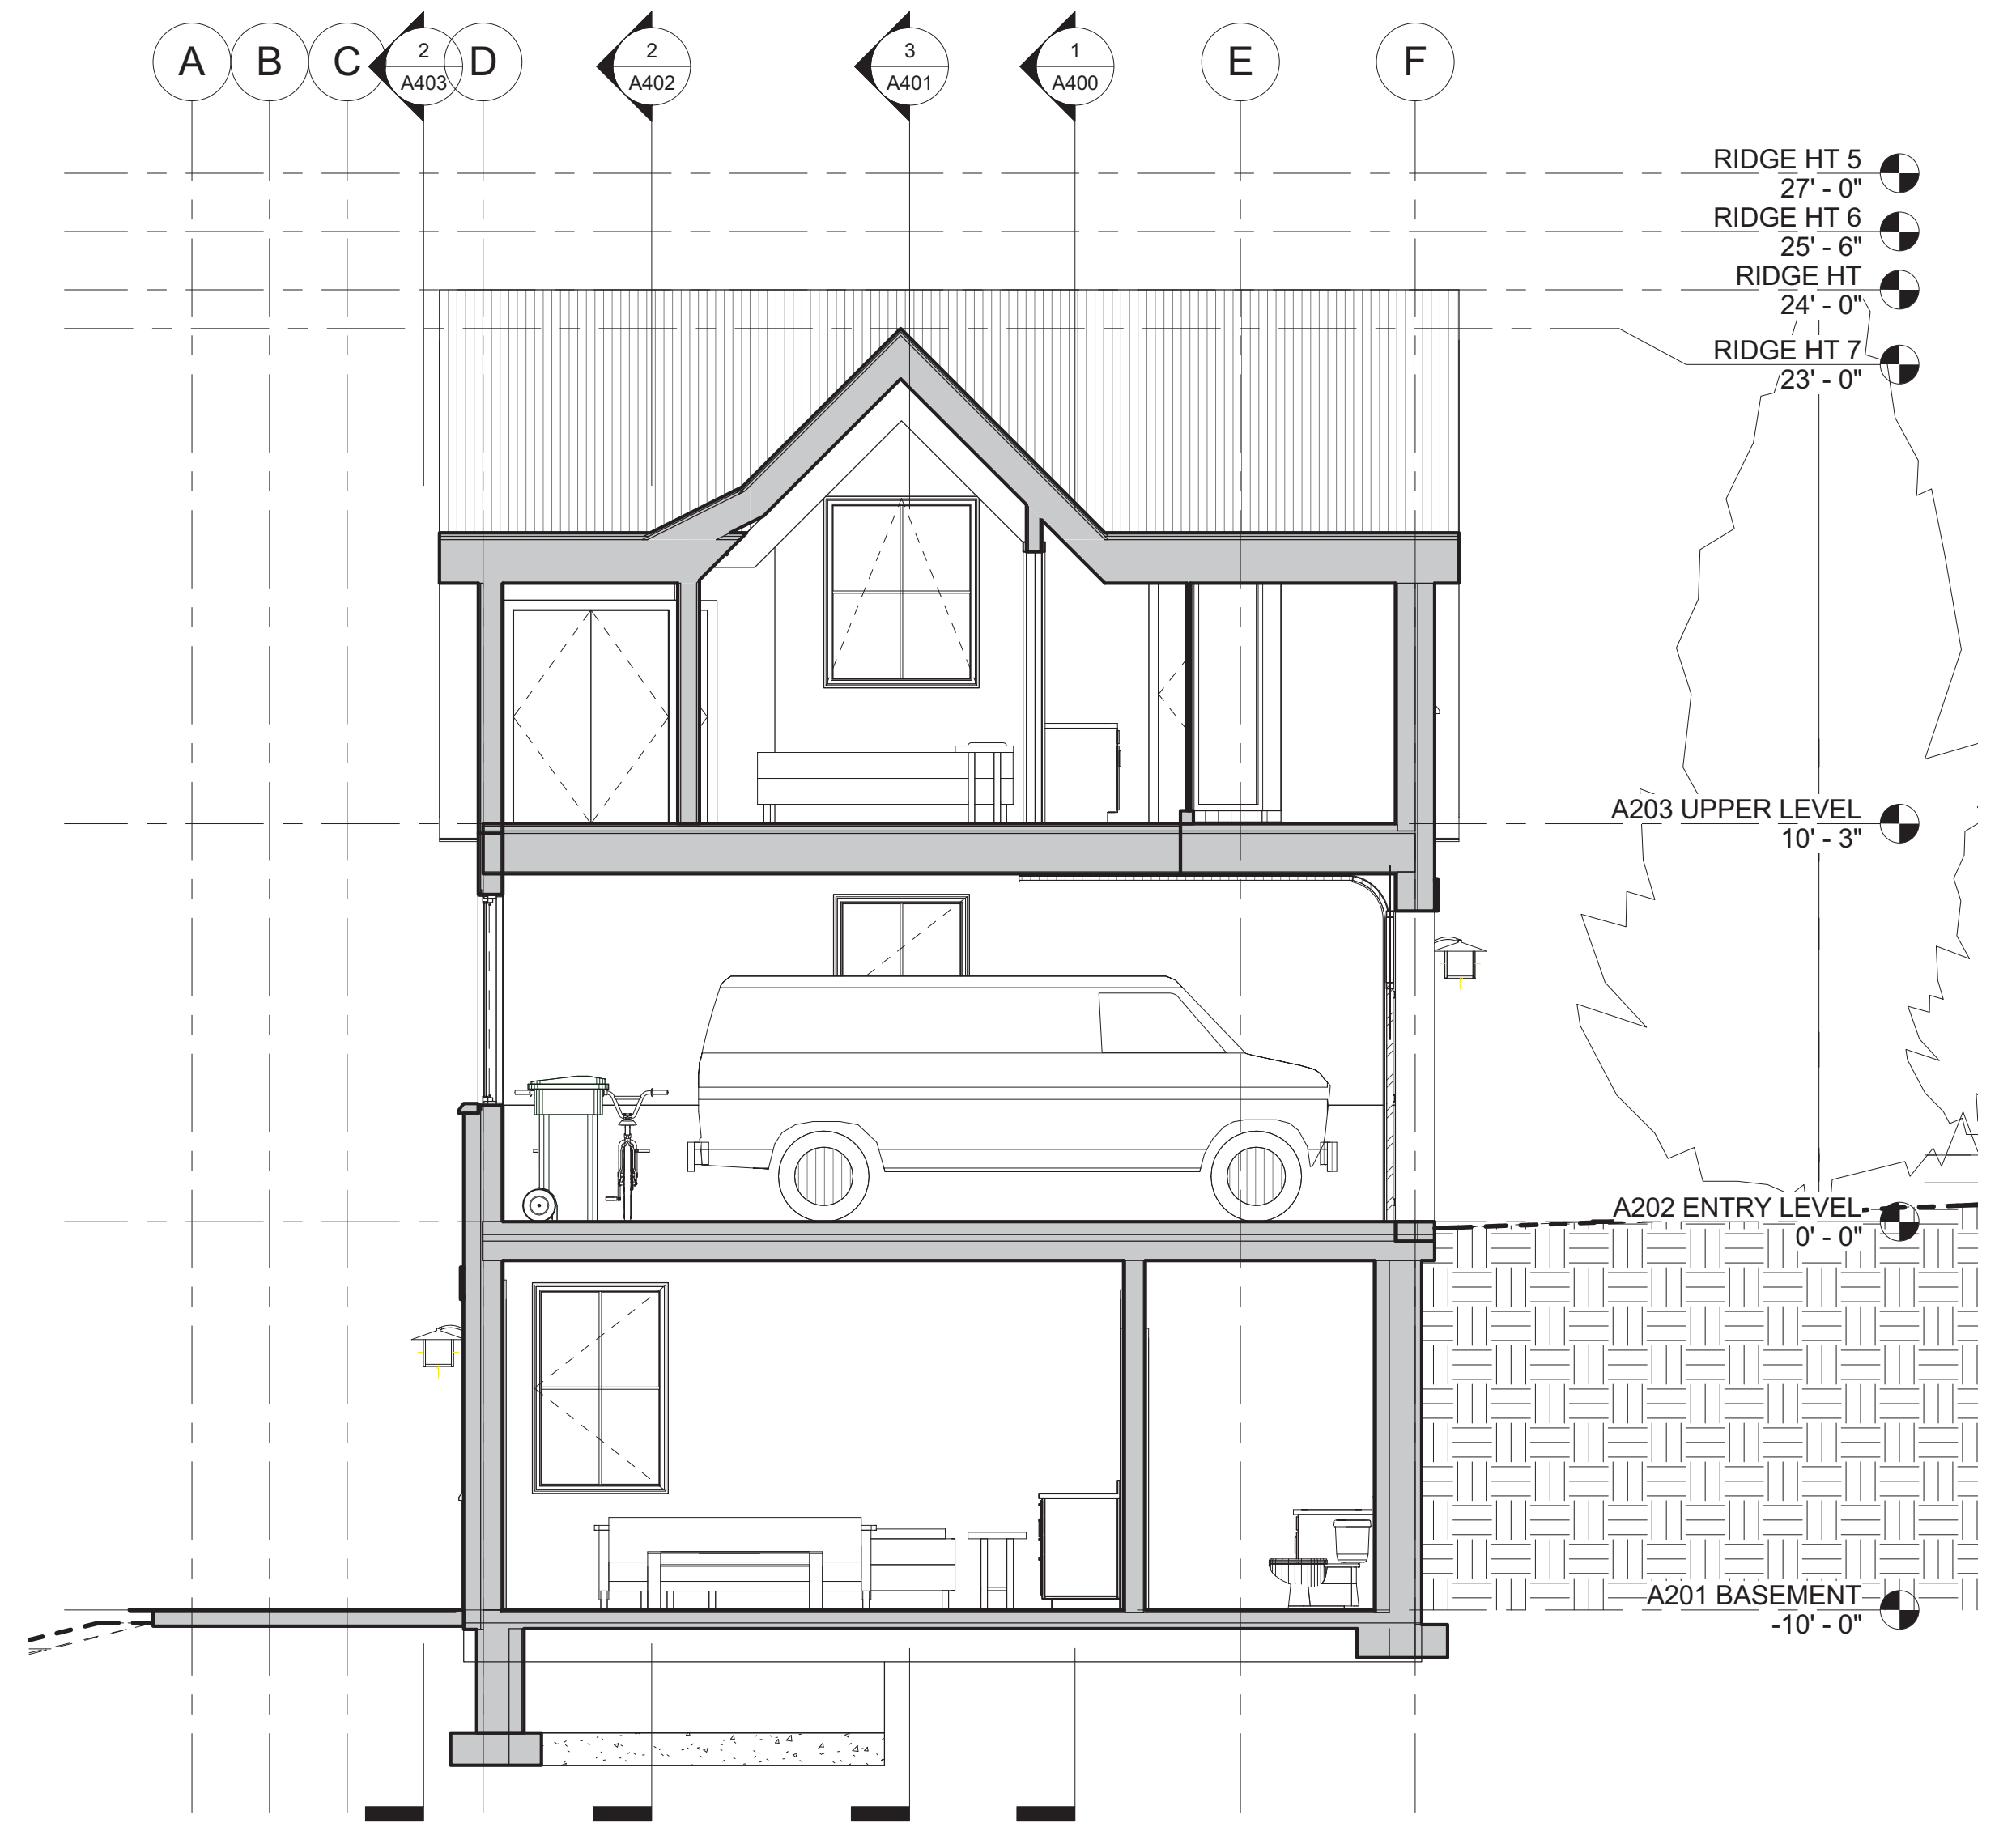 A
B
C
2
A403
D
2
A402
3
A401
1
A400
E
F
RIDGE HT 5
27' - 0"
RIDGE HT 6
25' - 6"
RIDGE HT
24' - 0"
RIDGE HT 7
23' - 0"
A203 UPPER LEVEL
10' - 3"
A202 ENTRY LEVEL
0' - 0"
A201 BASEMENT
-10' - 0"